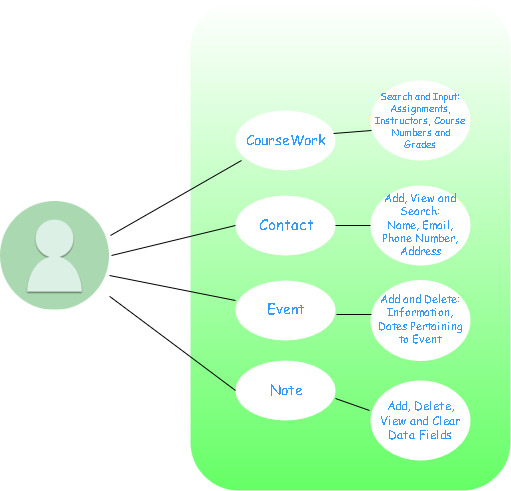 CourseWork
Search and Input:
Assignments,
Instructors, Course
Numbers and
Grades
Contact
Add, View and
Search:
Name, Email,
Phone Number,
Address
Event
Add and Delete:
Information,
Dates Pertaining
to Event
Note
Add, Delete,
View and Clear
Data Fields